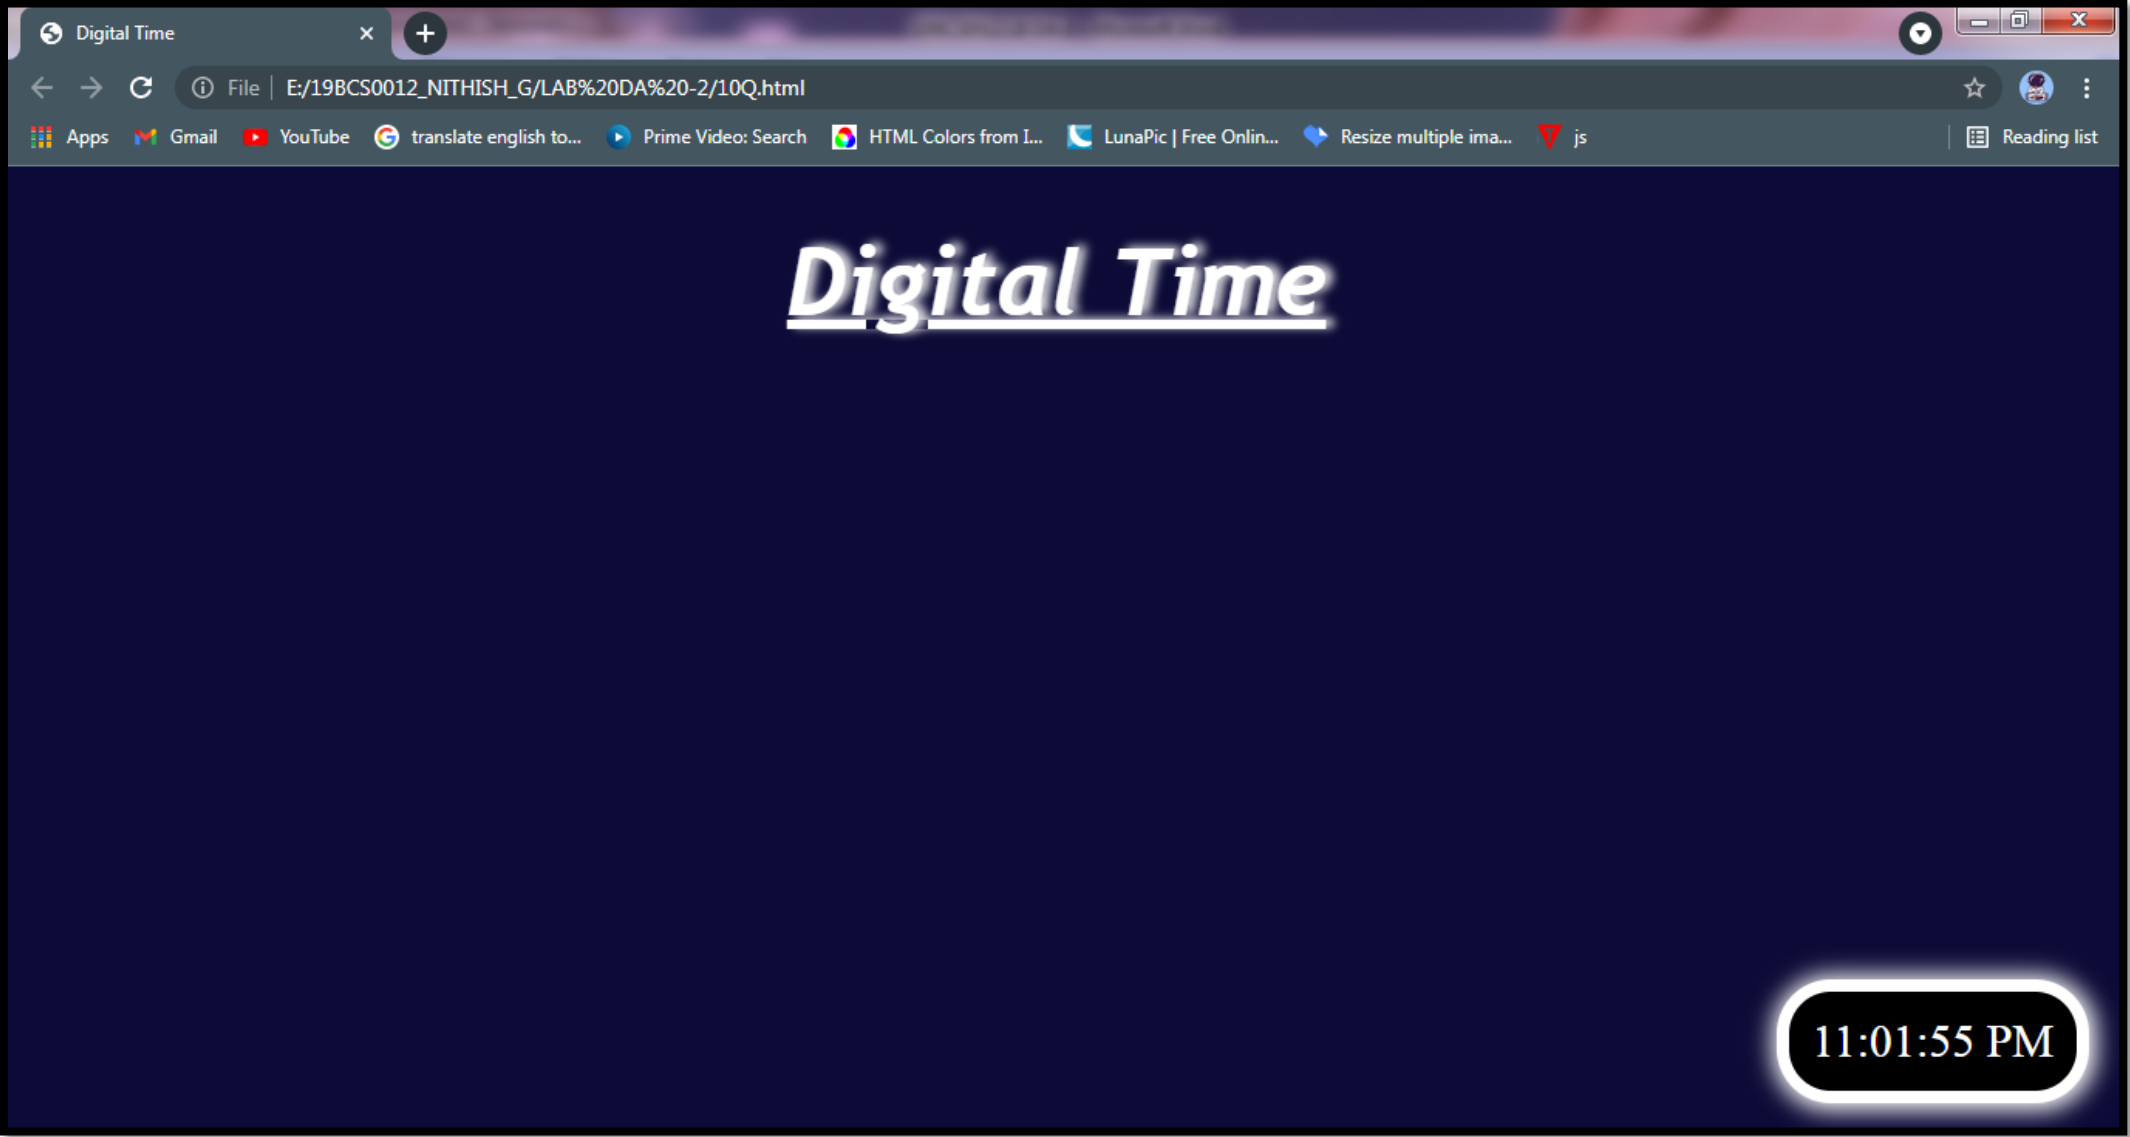 Digital Time
File E:/19BCS0012_NITHISH_G/LAB%20DA%20-2/10Q.html
Apps Gmail YouTube translate english to... Prime Video: Search HTML Colors from I... LunaPic | Free Onlin... Resize multiple ima... js Reading list
Digital Time
11:01:55 PM